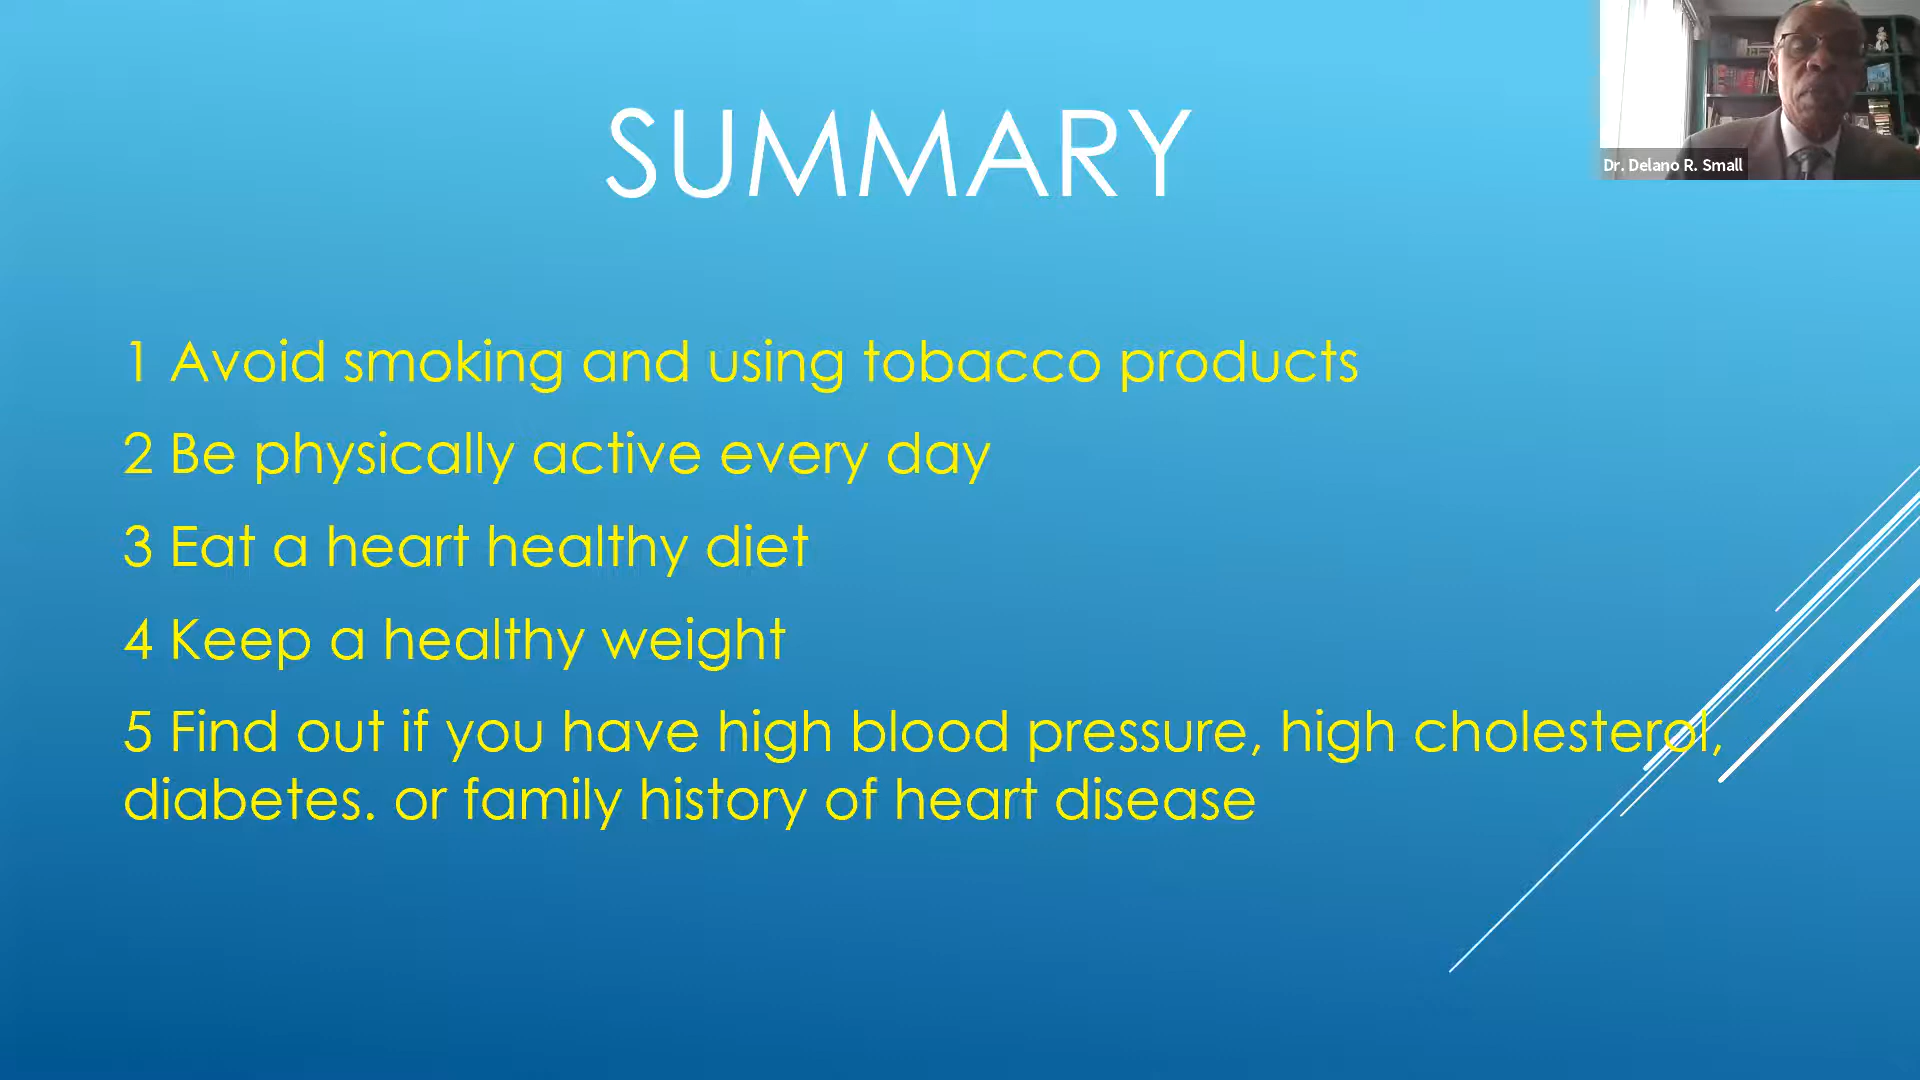 SUMMARY
Dr. Delano R. Small
1 Avoid smoking and using tobacco products
2 Be physically active every day
3 Eat a heart healthy diet
4 Keep a healthy weight
5 Find out if you have high blood pressure, high cholesterol,
diabetes. or family history of heart disease